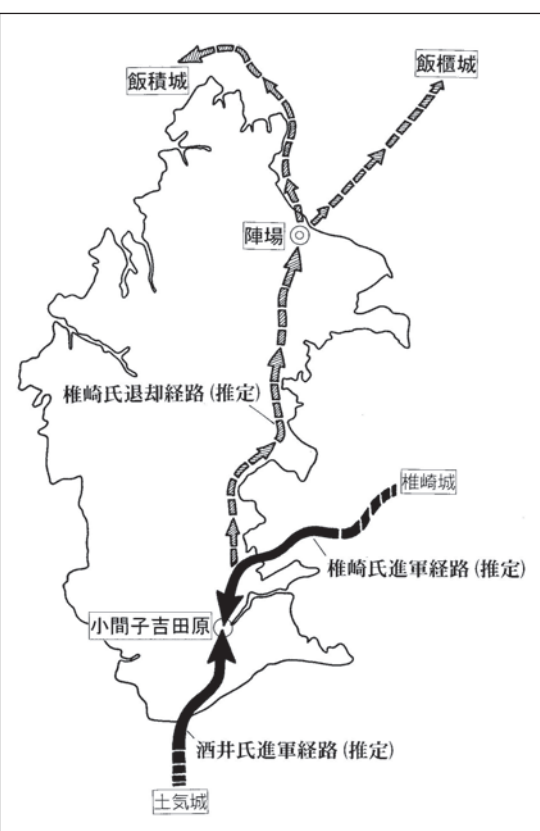 飯積城
飯櫃城
陣場
椎崎氏退却経路(推定)
椎崎城
椎崎氏進軍経路(推定)
小間子吉田原
酒井氏進軍経路(推定)
土気城